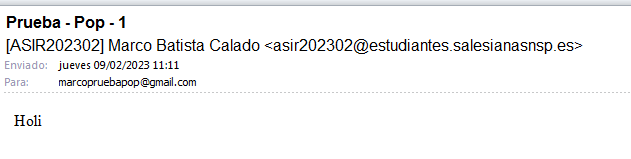 Prueba - Pop - 1
[ASIR202302] Marco Batista Calado <asir202302@estudiantes.salesianasnsp.es>
Enviado: jueves 09/02/2023 11:11
Para: marcopruebapop@gmail.com
Holi